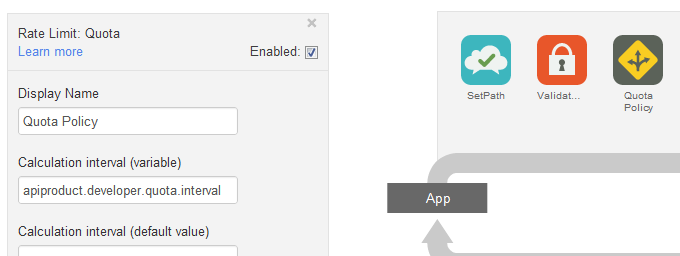 Rate Limit: Quota
Learn more
Enabled:
Display Name
Quota Policy
Calculation interval (variable)
apiproduct.developer.quota.interval
Calculation interval (default value)
SetPath
Validat...
Quota
Policy
App